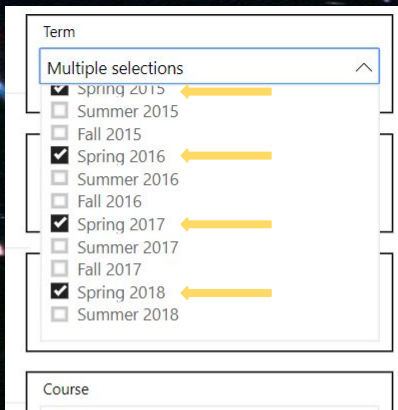 Term
Multiple selections
Spring 2015
Summer 2015
Fall 2015
Spring 2016
Summer 2016
Fall 2016
Spring 2017
Summer 2017
Fall 2017
Spring 2018
Summer 2018
Course